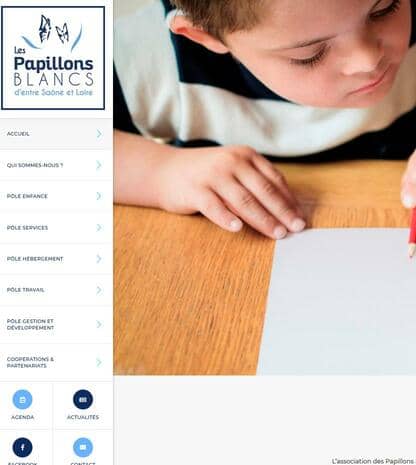 Les
Papillons
BLANCS
d'entre Saône et Loire
ACCUEIL
QUI SOMMES-NOUS ?
PÔLE ENFANCE
PÔLE SERVICES
PÔLE HÉBERGEMENT
PÔLE TRAVAIL
PÔLE GESTION ET
DÉVELOPPEMENT
COOPÉRATIONS &
PARTENARIATS
AGENDA
ACTUALITÉS
FACEBOOK
CONTACT
L'association des Papillons